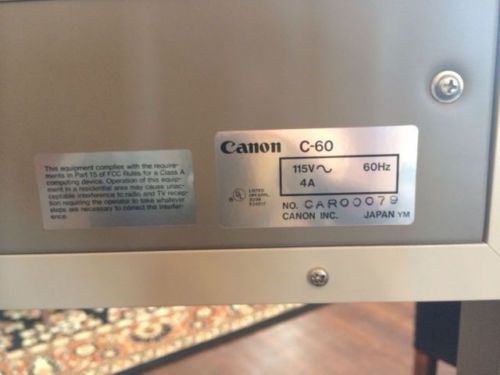 This equipment complies with the require-
ments in Part 15 of FCC Rules for a Class A
computing device. Operation of this equip-
ment in a residential area may cause unac-
ceptable interference to radio and TV recep-
tion requiring the operator to take whatever
steps are necessary to correct the interfer-
ence.
Canon C-60
115V~ 60Hz
4A
UL LISTED
NO. CAR00079
CANON INC. JAPAN YM